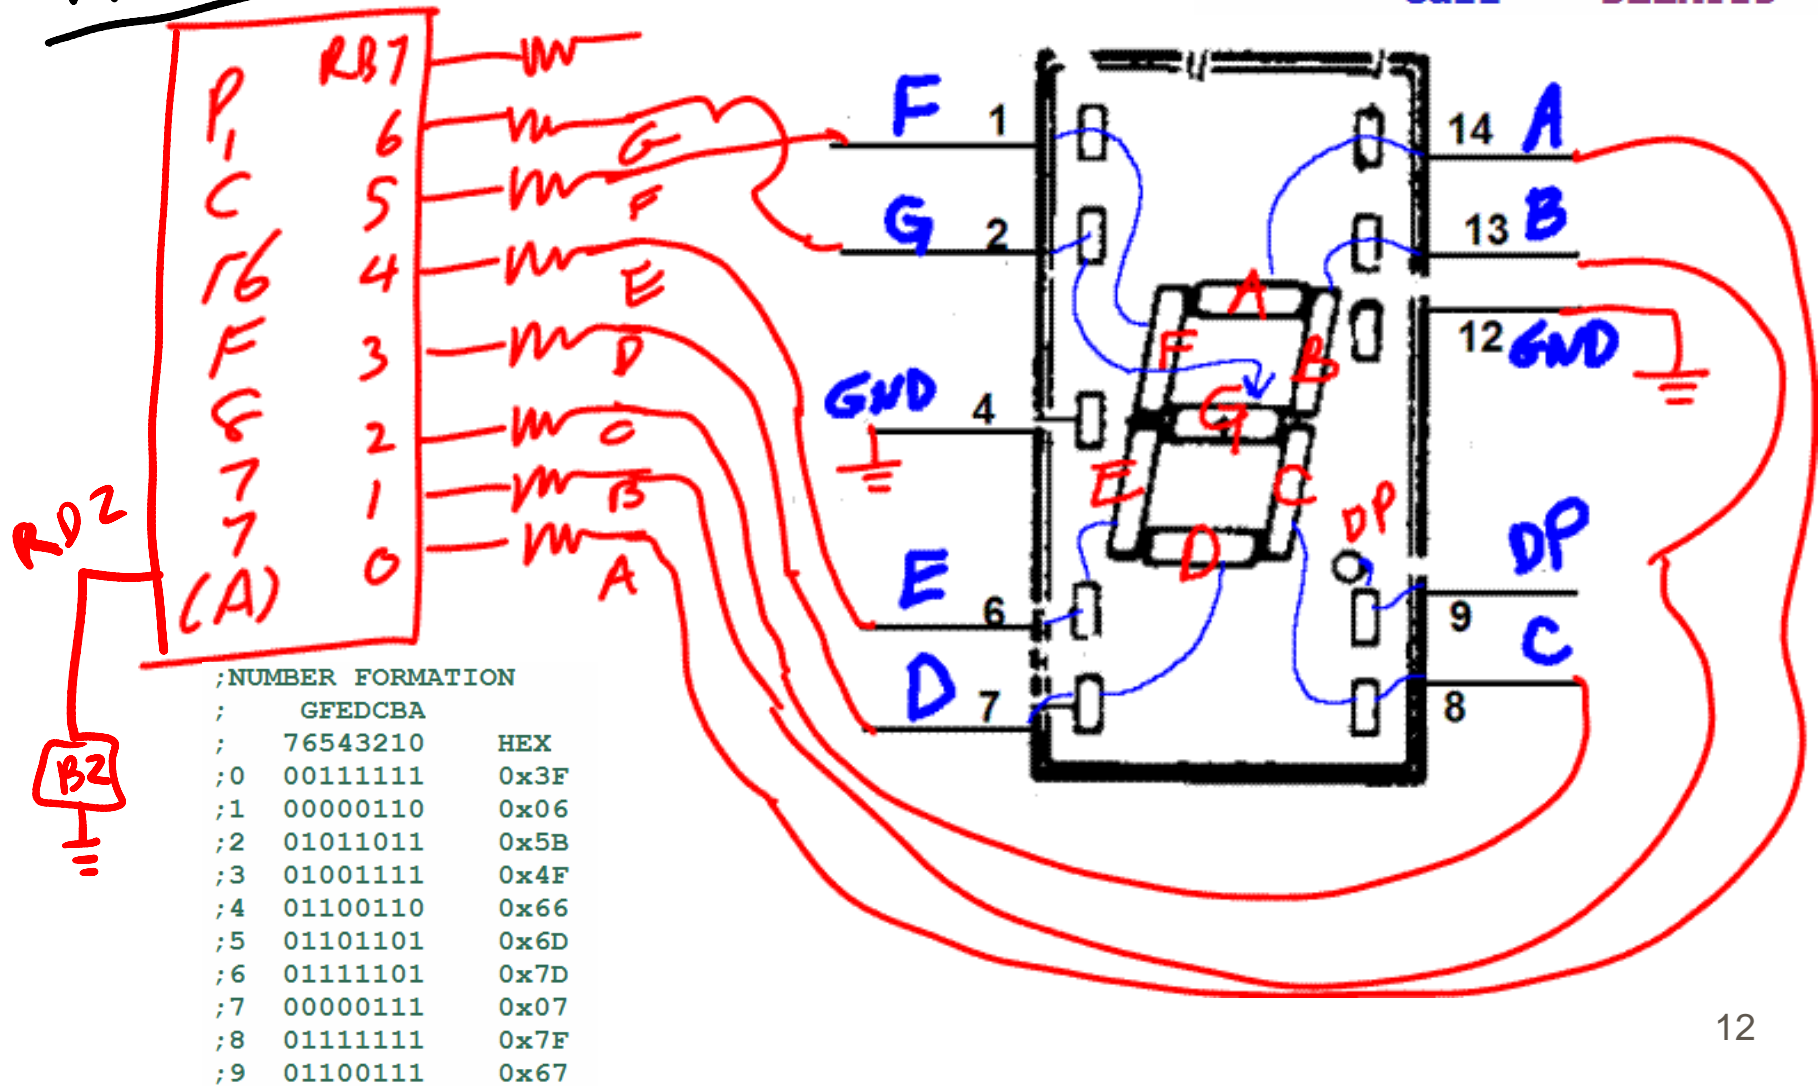 RB7
6
5
4
3
2
1
0
P
I
C
16
F
8
7
7
(A)
G
F
E
D
C
B
A
RD2
BZ
F 1
G 2
GND 4
E 6
D 7
14 A
13 B
12 GND
DP
9
C
8
A
F
B
G
E
C
D
DP
;NUMBER FORMATION
; GFEDCBA
; 76543210 HEX
;0 00111111 0x3F
;1 00000110 0x06
;2 01011011 0x5B
;3 01001111 0x4F
;4 01100110 0x66
;5 01101101 0x6D
;6 01111101 0x7D
;7 00000111 0x07
;8 01111111 0x7F
;9 01100111 0x67
12